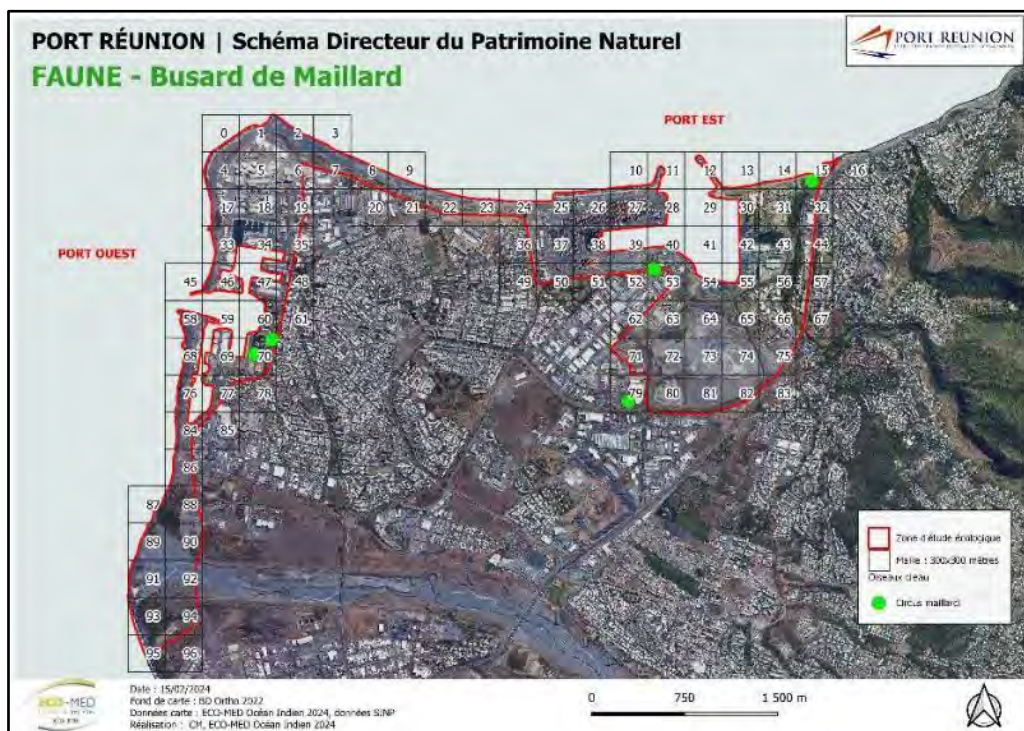 PORT RÉUNION | Schéma Directeur du Patrimoine Naturel
FAUNE - Busard de Maillard
PORT REUNION
PORT EST
PORT OUEST
0 1 2 3
4 5 6 7 8 9 10 11 12 13 14 15 16
17 18 19 20 21 22 23 24 25 26 27 28 29 30 31 32
33 34 35 36 37 38 39 40 41 42 43 44
45 46 47 48 49 50 51 52 53 54 55 56 57
58 59 60 61 62 63 64 65 66 67
68 69 70 71 72 73 74 75
76 77 78 79 80 81 82 83
84 85
86
87 88
89 90
91 92
93 94
95 96
Zone d'étude écologique
Maille : 300x300 mètres
Oiseaux d'eau
Circus maillardi
ECO-MED
Date : 15/02/2024
Fond de carte : BD Ortho 2022
Données carte : ECO-MED Océan Indien 2024, données SINP
Réalisation : CM, ECO-MED Océan Indien 2024
0 750 1 500 m